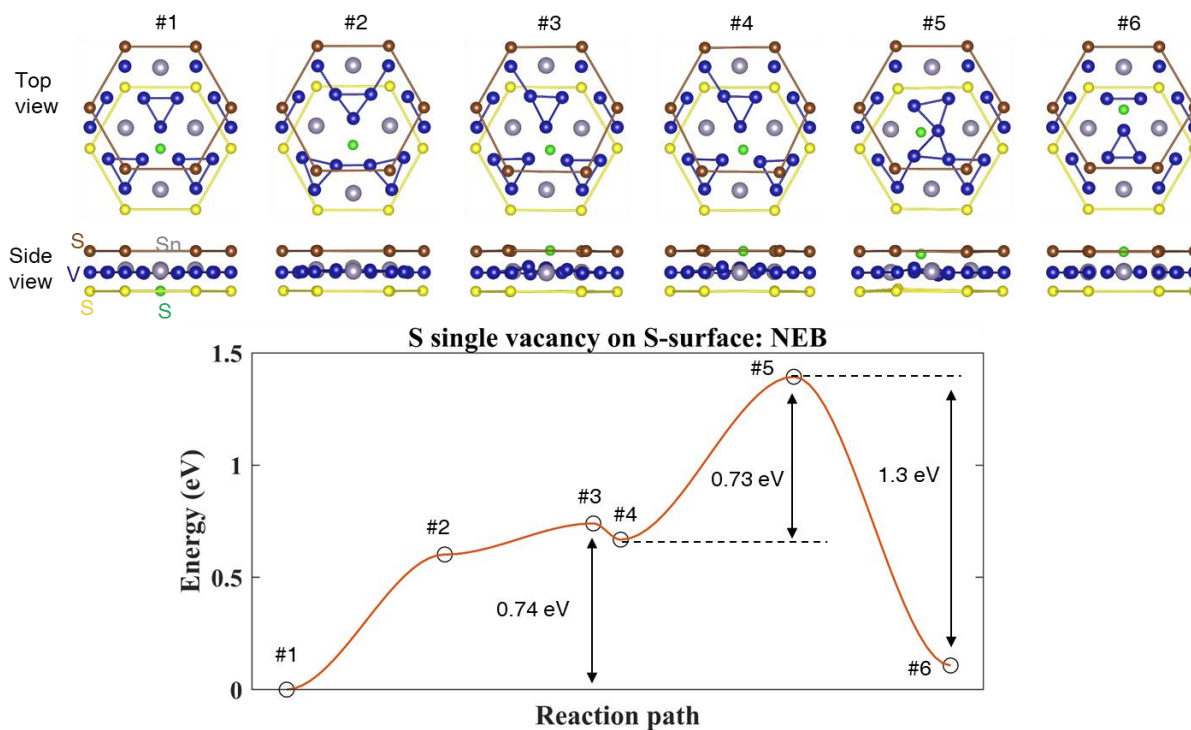 #1 #2 #3 #4 #5 #6
Top
view
S Sn
Side
view
V
S S
S single vacancy on S-surface: NEB
1.5
#5
1
0.73 eV
1.3 eV
#3
#4
#2
Energy (eV)
0.5
0.74 eV
#1
#6
0
Reaction path